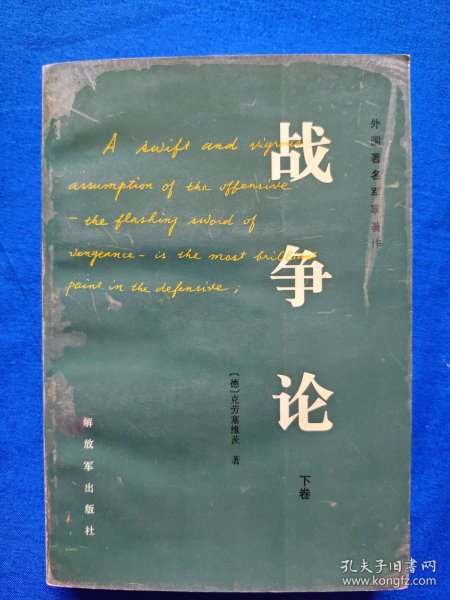 外国著名军事著作
战争论
下卷
A swift and vigrous
assumption of the offensive
– the flashing sword of
vengeance – is the most brilliant
point in the defensive;
〔德〕克劳塞维茨 著
解放军出版社
孔夫子旧书网
www.kongfz.com